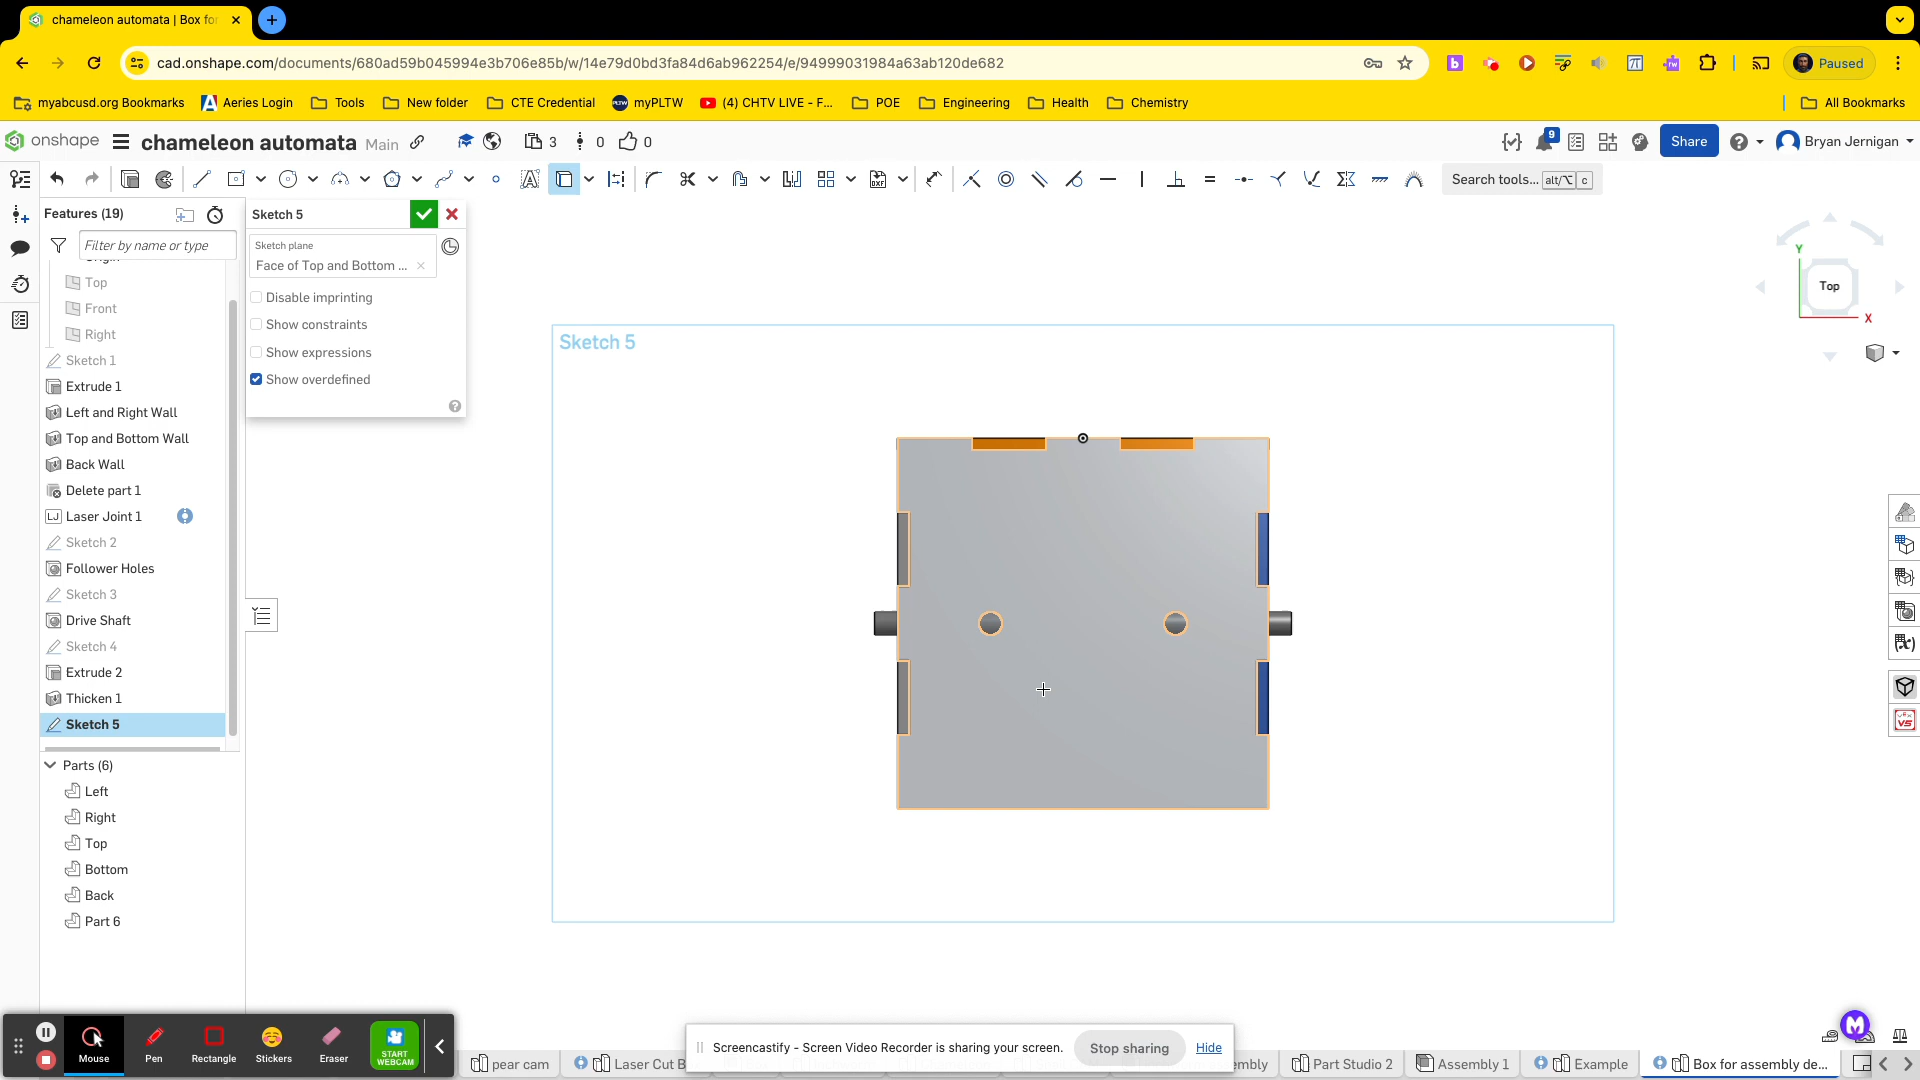 chameleon automata | Box for
cad.onshape.com/documents/680ad59b045994e3b706e85b/w/14e79d0bd3fa84d6ab962254/e/94999031984a63ab120de682
Paused
myabcusd.org Bookmarks
Aeries Login
Tools
New folder
CTE Credential
myPLTW
(4) CHTV LIVE - F...
POE
Engineering
Health
Chemistry
All Bookmarks
onshape
chameleon automata Main
3
0
0
9
Share
Bryan Jernigan
Search tools... alt/⌥ c
Features (19)
Filter by name or type
Origin
Top
Front
Right
Sketch 1
Extrude 1
Left and Right Wall
Top and Bottom Wall
Back Wall
Delete part 1
Laser Joint 1
Sketch 2
Follower Holes
Sketch 3
Drive Shaft
Sketch 4
Extrude 2
Thicken 1
Sketch 5
Parts (6)
Left
Right
Top
Bottom
Back
Part 6
Sketch 5
Sketch plane
Face of Top and Bottom ...
Disable imprinting
Show constraints
Show expressions
Show overdefined
Sketch 5
Y
Top
X
Mouse
Pen
Rectangle
Stickers
Eraser
START
WEBCAM
Screencastify - Screen Video Recorder is sharing your screen.
Stop sharing
Hide
pear cam
Laser Cut B
Part Studio 2
Assembly 1
Example
Box for assembly de...